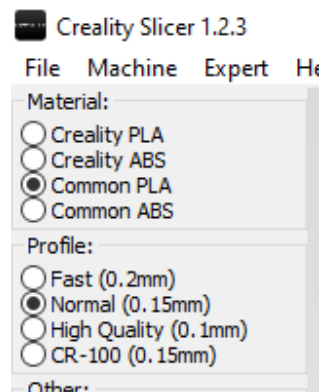 Creality Slicer 1.2.3
File Machine Expert
Material:
Creality PLA
Creality ABS
Common PLA
Common ABS
Profile:
Fast (0.2mm)
Normal (0.15mm)
High Quality (0.1mm)
CR-100 (0.15mm)
Other: